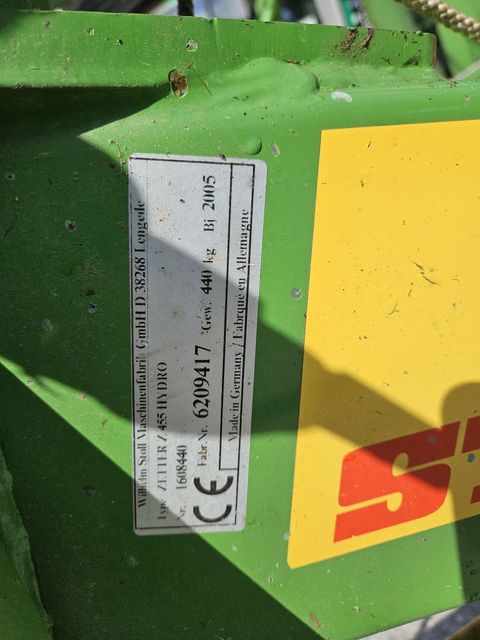 Wilhelm Stoll Maschinenfabrik GmbH D 38268 Lengede
Type ZETTER Z 455 HYDRO
Nr. 1608440
Fabr.Nr. 6209417 Gew. 440 kg Bj 2005
Made in Germany / Fabrique en Allemagne
CE